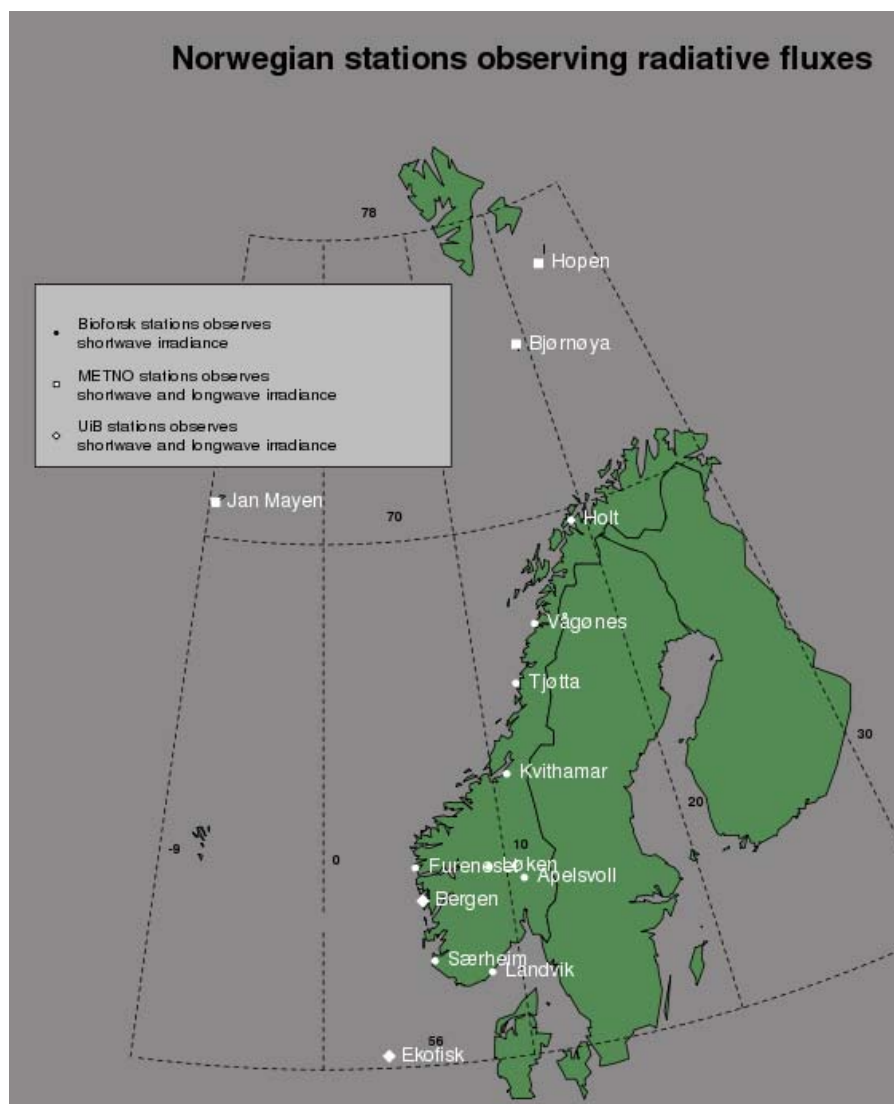 Norwegian stations observing radiative fluxes
78
Hopen
Bioforsk stations observes
shortwave irradiance
Bjørnøya
METNO stations observes
shortwave and longwave irradiance
UiB stations observes
shortwave and longwave irradiance
Jan Mayen
70
Holt
Vågønes
Tjøtta
30
Kvithamar
20
-9
0
10
Fureneset
Løken
Apelsvoll
Bergen
Særheim
Landvik
56
Ekofisk